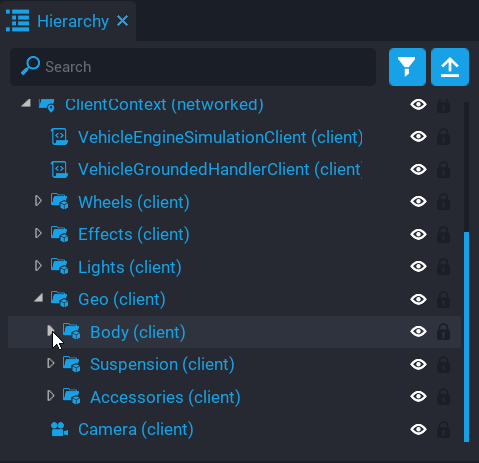 Hierarchy
Search
ClientContext (networked)
VehicleEngineSimulationClient (client)
VehicleGroundedHandlerClient (client
Wheels (client)
Effects (client)
Lights (client)
Geo (client)
Body (client)
Suspension (client)
Accessories (client)
Camera (client)